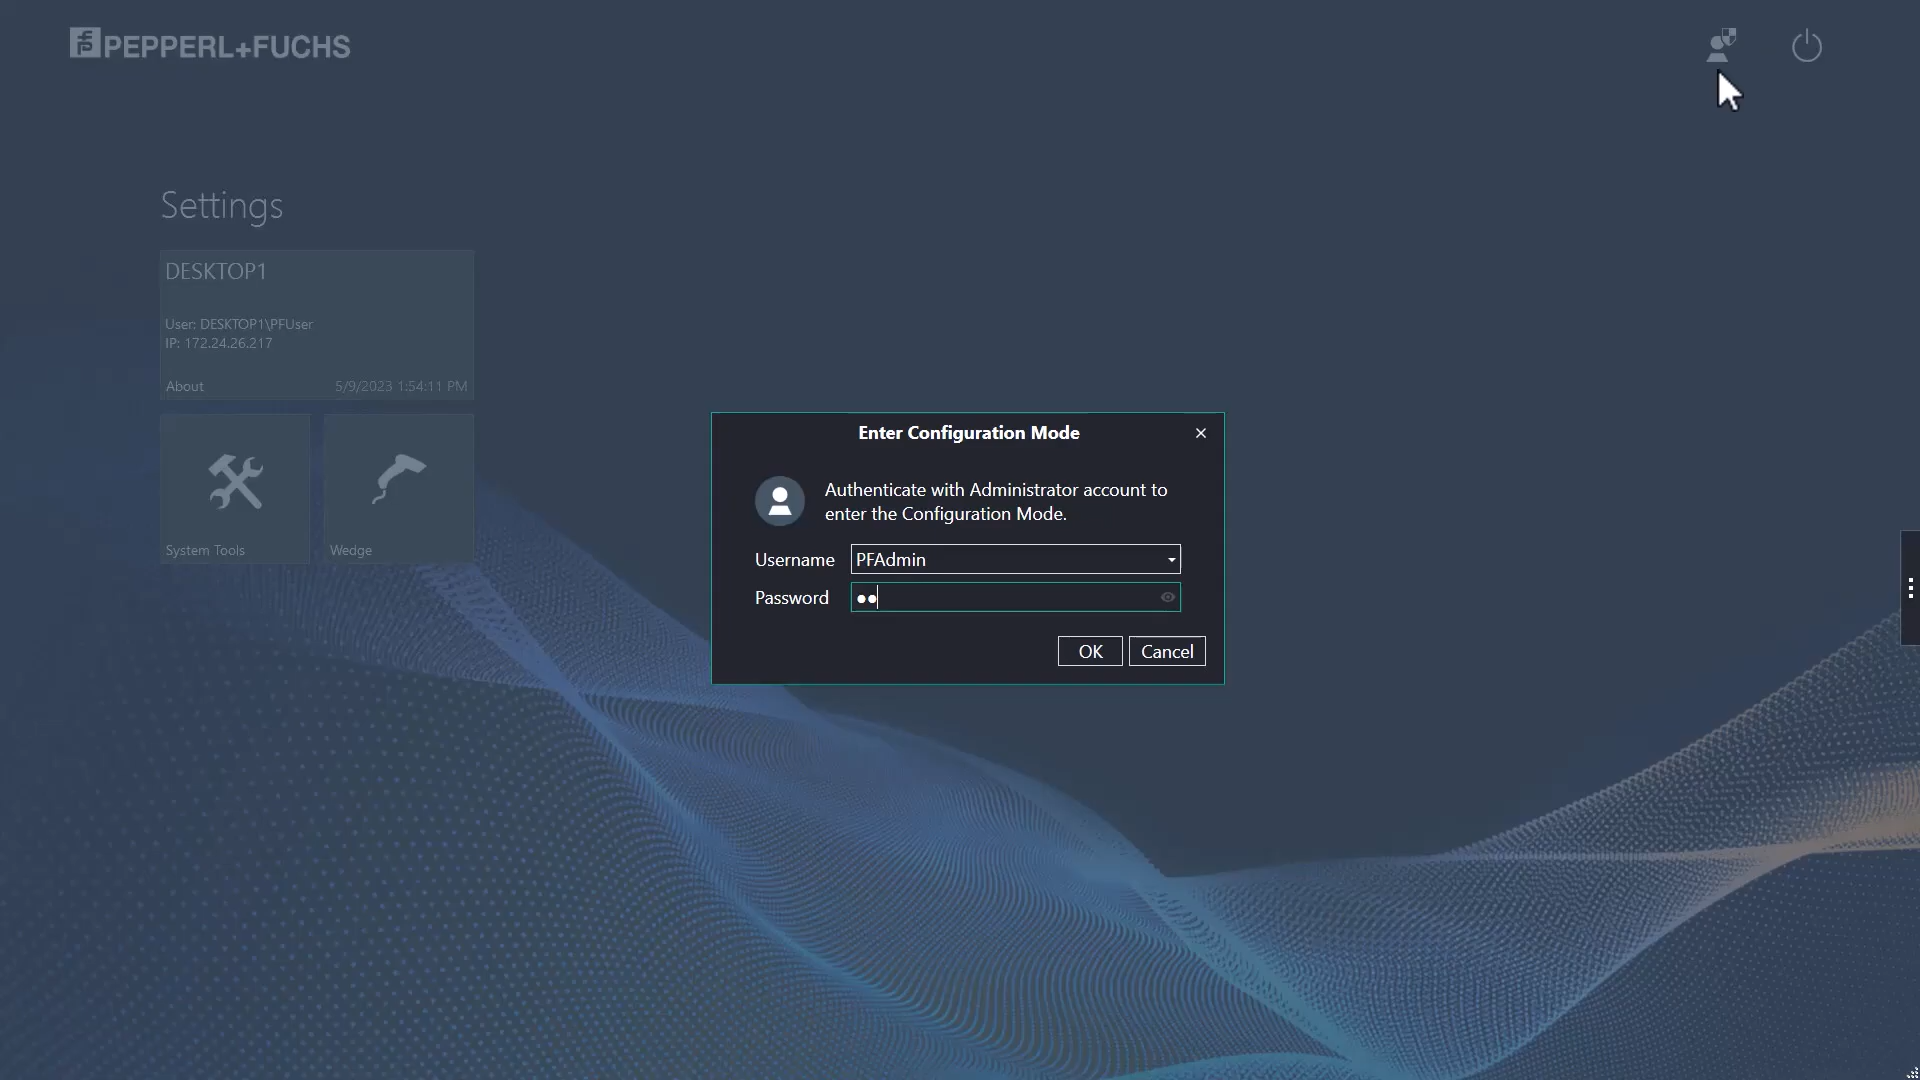 PEPPERL+FUCHS
Settings
DESKTOP1
User: DESKTOP1\PFUser
IP: 172.24.26.217
About 5/9/2023 1:54:11 PM
System Tools
Wedge
Enter Configuration Mode
Authenticate with Administrator account to
enter the Configuration Mode.
Username PFAdmin
Password ●●
OK Cancel